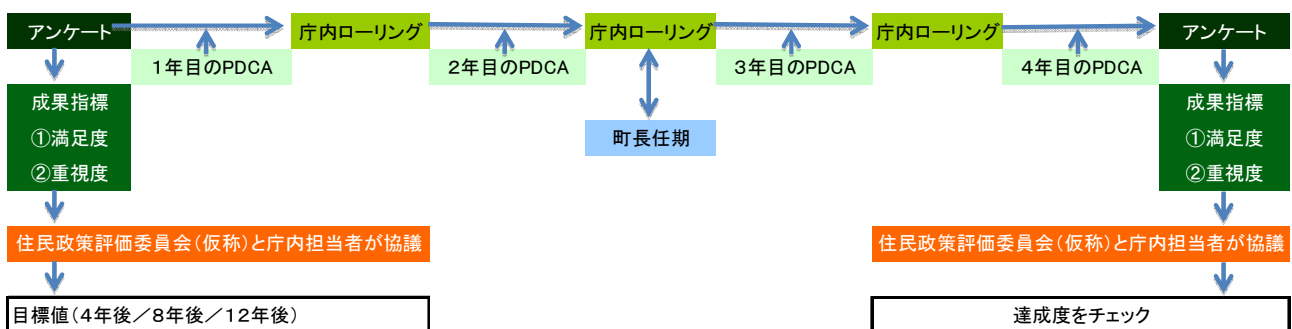 アンケート
庁内ローリング
庁内ローリング
庁内ローリング
アンケート
1年目のPDCA
2年目のPDCA
3年目のPDCA
4年目のPDCA
成果指標
①満足度
②重視度
町長任期
成果指標
①満足度
②重視度
住民政策評価委員会(仮称)と庁内担当者が協議
住民政策評価委員会(仮称)と庁内担当者が協議
目標値(4年後／8年後／12年後)
達成度をチェック